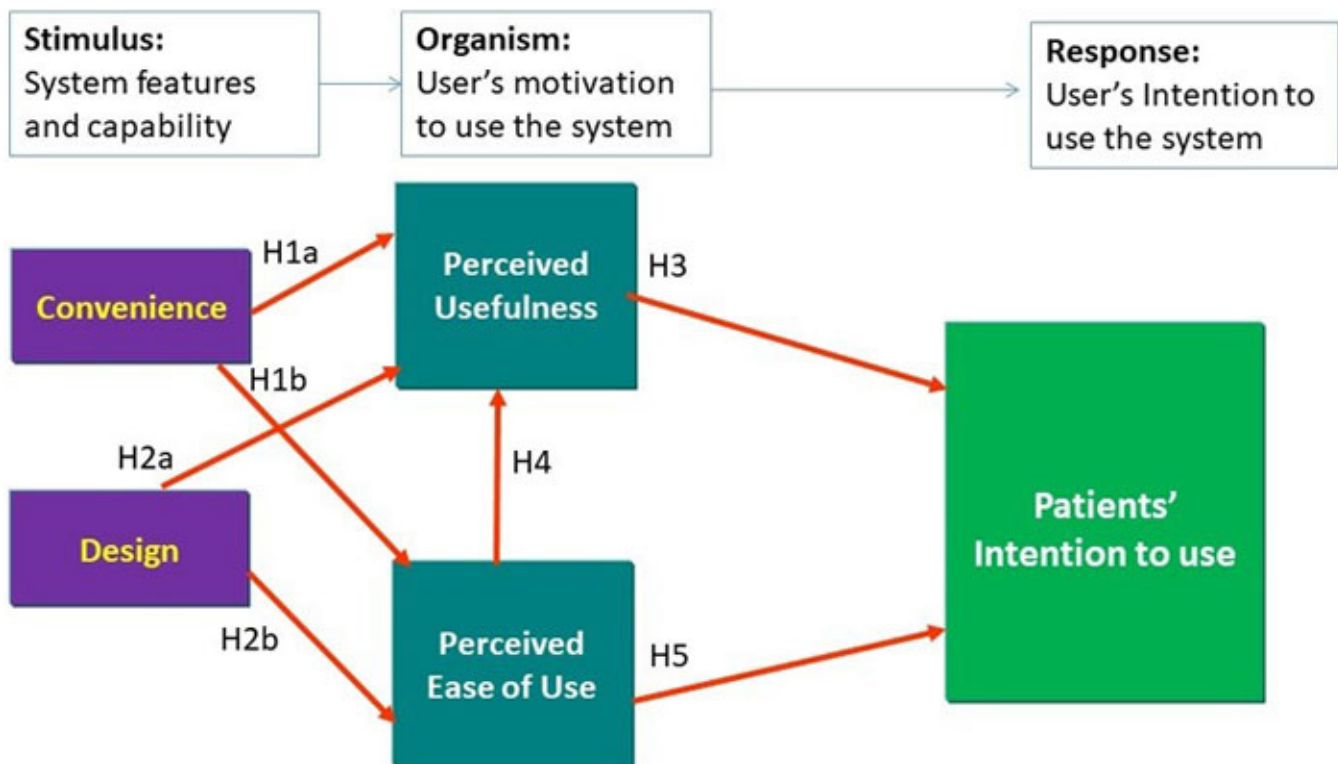 Stimulus:
System features
and capability
Organism:
User's motivation
to use the system
Response:
User's Intention to
use the system
H1a
Perceived
Usefulness
H3
Convenience
H1b
H2a
H4
Design
Patients'
Intention to use
H2b
Perceived
Ease of Use
H5